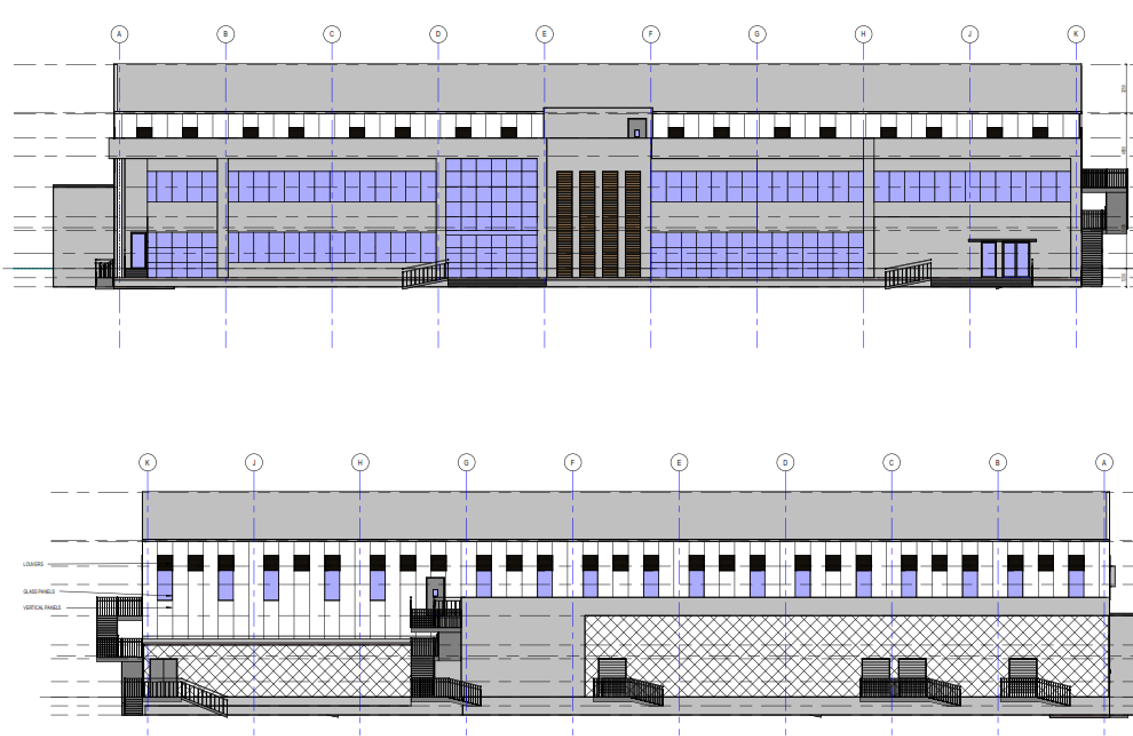 A B C D E F G H J K
K J H G F E D C B A
LOUVERS
GLASS PANELS
VERTICAL PANELS